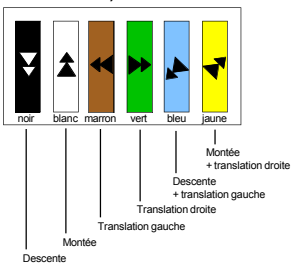 noir blanc marron vert bleu jaune
Montée
+ translation droite
Descente
+ translation gauche
Translation droite
Translation gauche
Montée
Descente